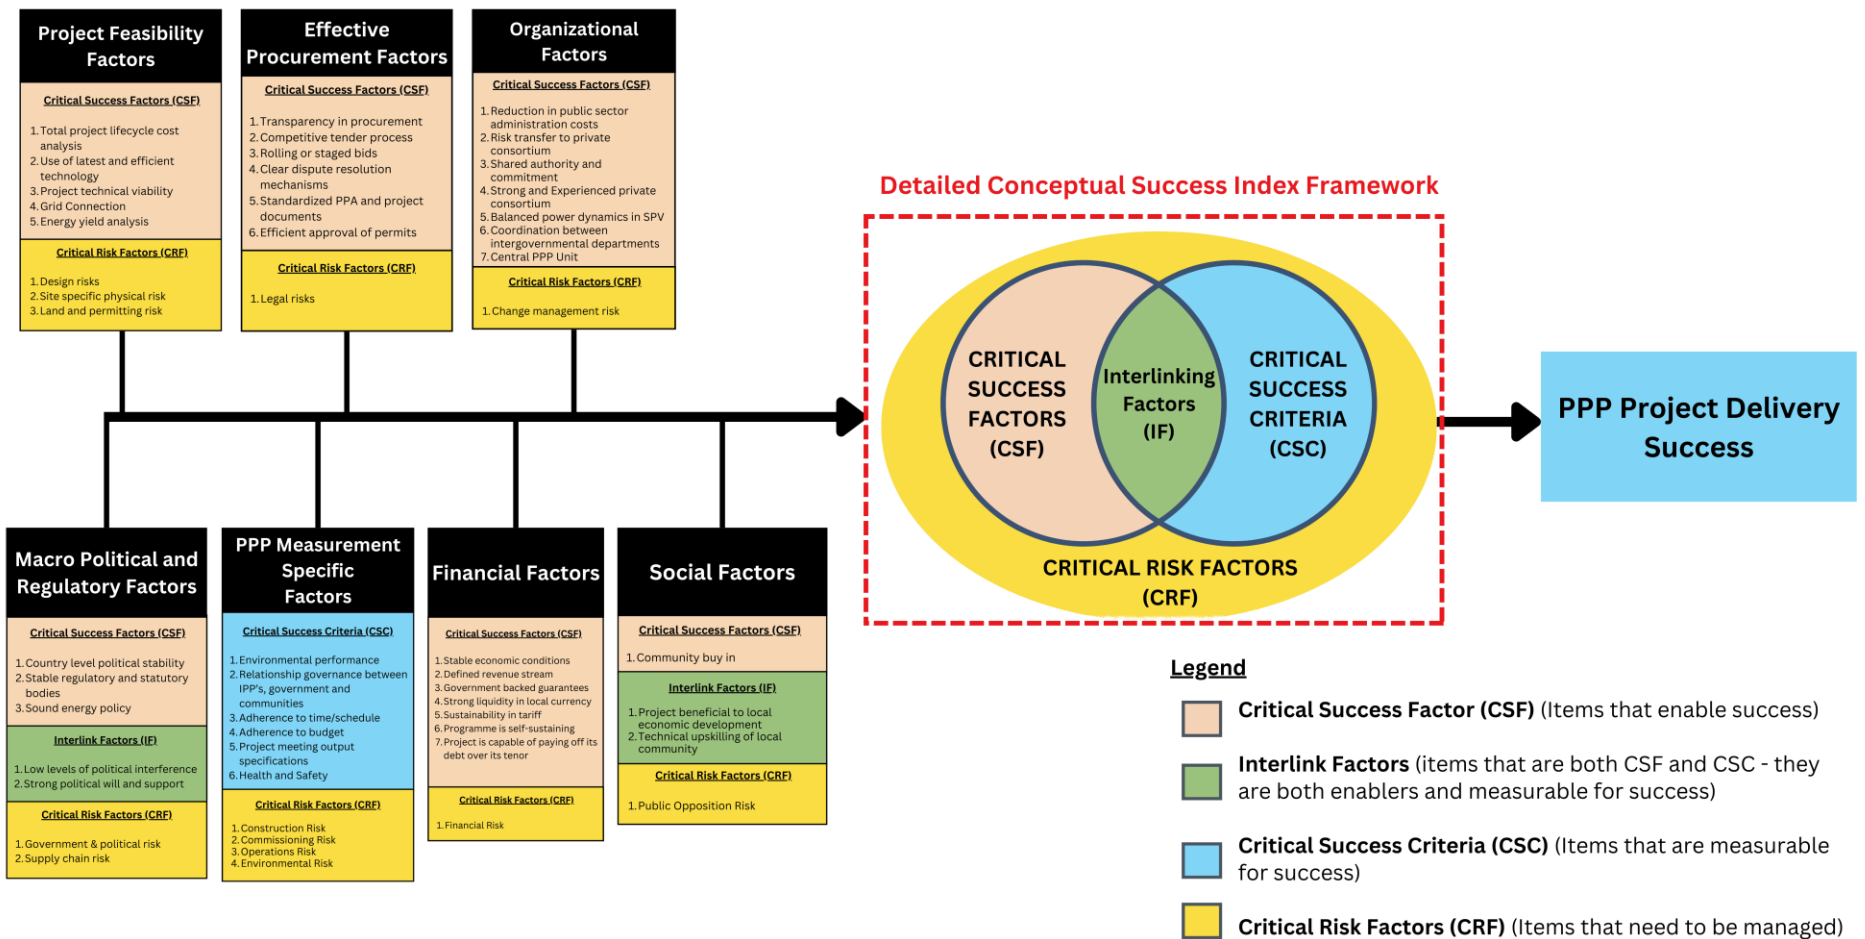 Project Feasibility
Factors
Critical Success Factors (CSF)
1. Total project lifecycle cost
analysis
2. Use of latest and efficient
technology
3. Project technical viability
4. Grid Connection
5. Energy yield analysis
Critical Risk Factors (CRF)
1. Design risks
2. Site specific physical risk
3. Land and permitting risk
Effective
Procurement Factors
Critical Success Factors (CSF)
1. Transparency in procurement
2. Competitive tender process
3. Rolling or staged bids
4. Clear dispute resolution
mechanisms
5. Standardized PPA and project
documents
6. Efficient approval of permits
Critical Risk Factors (CRF)
1. Legal risks
Organizational
Factors
Critical Success Factors (CSF)
1. Reduction in public sector
administration costs
2. Risk transfer to private
consortium
3. Shared authority and
commitment
4. Strong and Experienced private
consortium
5. Balanced power dynamics in SPV
6. Coordination between
intergovernmental departments
7. Central PPP Unit
Critical Risk Factors (CRF)
1. Change management risk
Macro Political and
Regulatory Factors
Critical Success Factors (CSF)
1. Country level political stability
2. Stable regulatory and statutory
bodies
3. Sound energy policy
Interlink Factors (IF)
1. Low levels of political interference
2. Strong political will and support
Critical Risk Factors (CRF)
1. Government & political risk
2. Supply chain risk
PPP Measurement
Specific
Factors
Critical Success Criteria (CSC)
1. Environmental performance
2. Relationship governance between
IPP's, government and
communities
3. Adherence to time/schedule
4. Adherence to budget
5. Project meeting output
specifications
6. Health and Safety
Critical Risk Factors (CRF)
1. Construction Risk
2. Commissioning Risk
3. Operations Risk
4. Environmental Risk
Financial Factors
Critical Success Factors (CSF)
1. Stable economic conditions
2. Defined revenue stream
3. Government backed guarantees
4. Strong liquidity in local currency
5. Sustainability in tariff
6. Programme is self-sustaining
7. Project is capable of paying off its
debt over its tenor
Critical Risk Factors (CRF)
1. Financial Risk
Social Factors
Critical Success Factors (CSF)
1. Community buy in
Interlink Factors (IF)
1. Project beneficial to local
economic development
2. Technical upskilling of local
community
Critical Risk Factors (CRF)
1. Public Opposition Risk
Detailed Conceptual Success Index Framework
CRITICAL
SUCCESS
FACTORS
(CSF)
Interlinking
Factors
(IF)
CRITICAL
SUCCESS
CRITERIA
(CSC)
CRITICAL RISK FACTORS
(CRF)
PPP Project Delivery
Success
Legend
Critical Success Factor (CSF) (Items that enable success)
Interlink Factors (items that are both CSF and CSC - they
are both enablers and measurable for success)
Critical Success Criteria (CSC) (Items that are measurable
for success)
Critical Risk Factors (CRF) (Items that need to be managed)